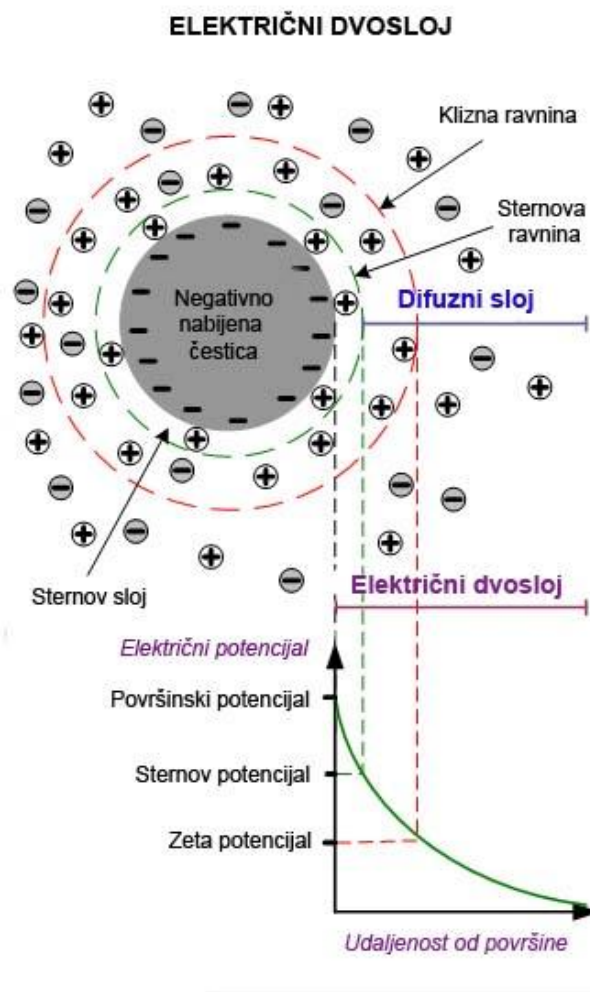 ELEKTRIČNI DVOSLOJ
Klizna ravnina
Sternova
ravnina
Negativno
nabijena
čestica
Difuzni sloj
Sternov sloj
Električni dvosloj
Električni potencijal
Površinski potencijal
Sternov potencijal
Zeta potencijal
Udaljenost od površine